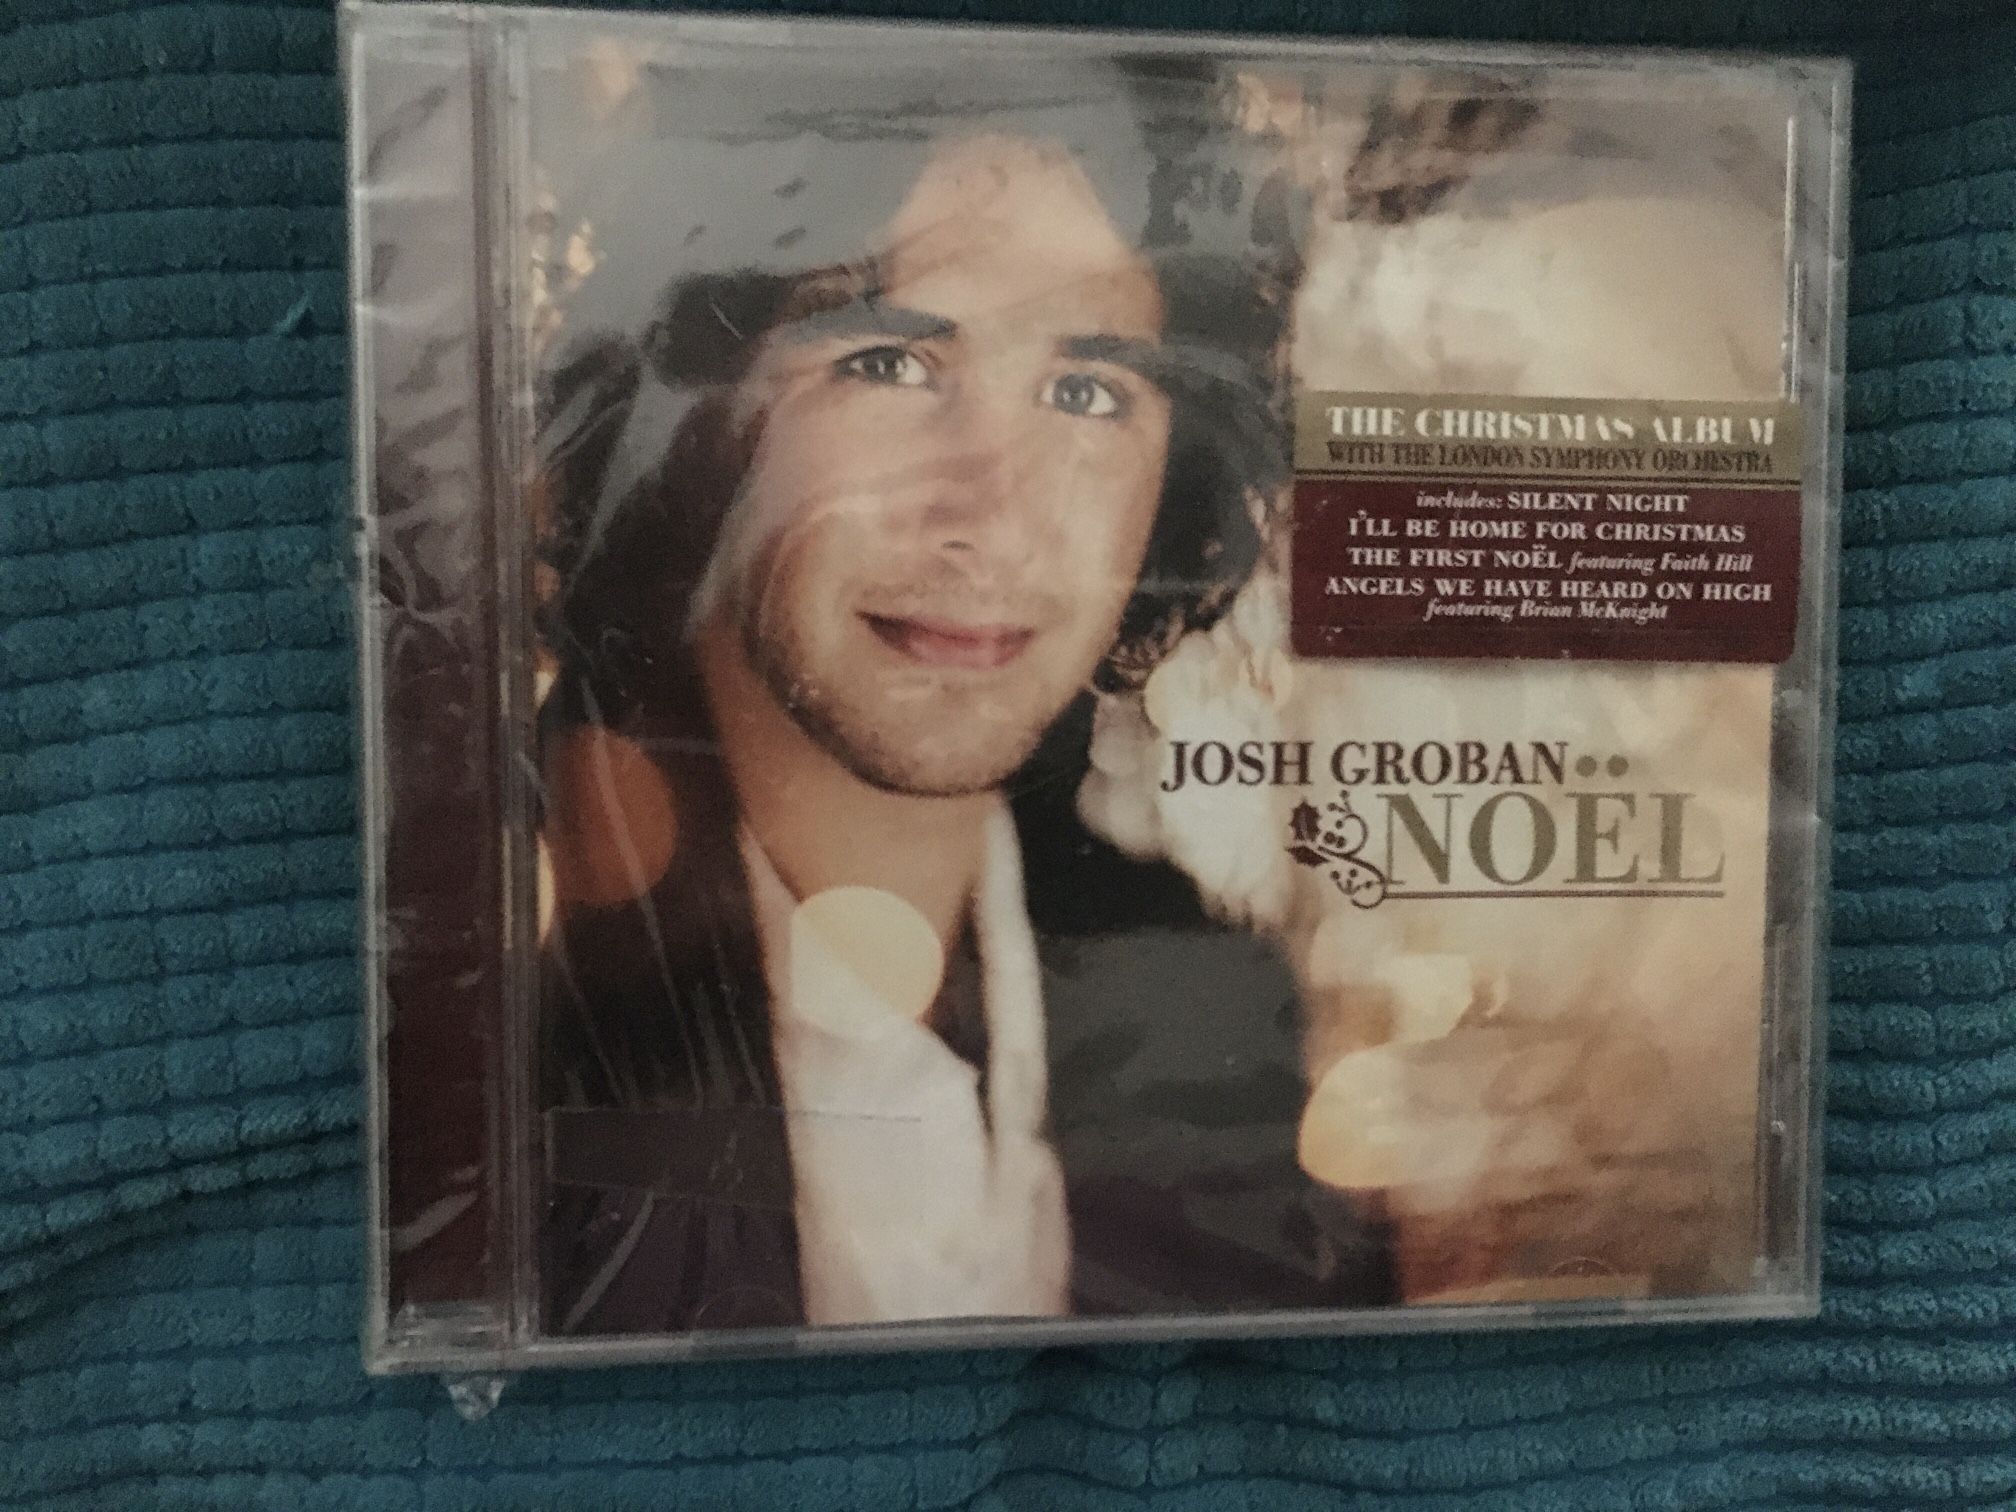 THE CHRISTMAS ALBUM
WITH THE LONDON SYMPHONY ORCHESTRA
includes: SILENT NIGHT
I'LL BE HOME FOR CHRISTMAS
THE FIRST NOËL featuring Faith Hill
ANGELS WE HAVE HEARD ON HIGH
featuring Brian McKnight
JOSH GROBAN
NOËL